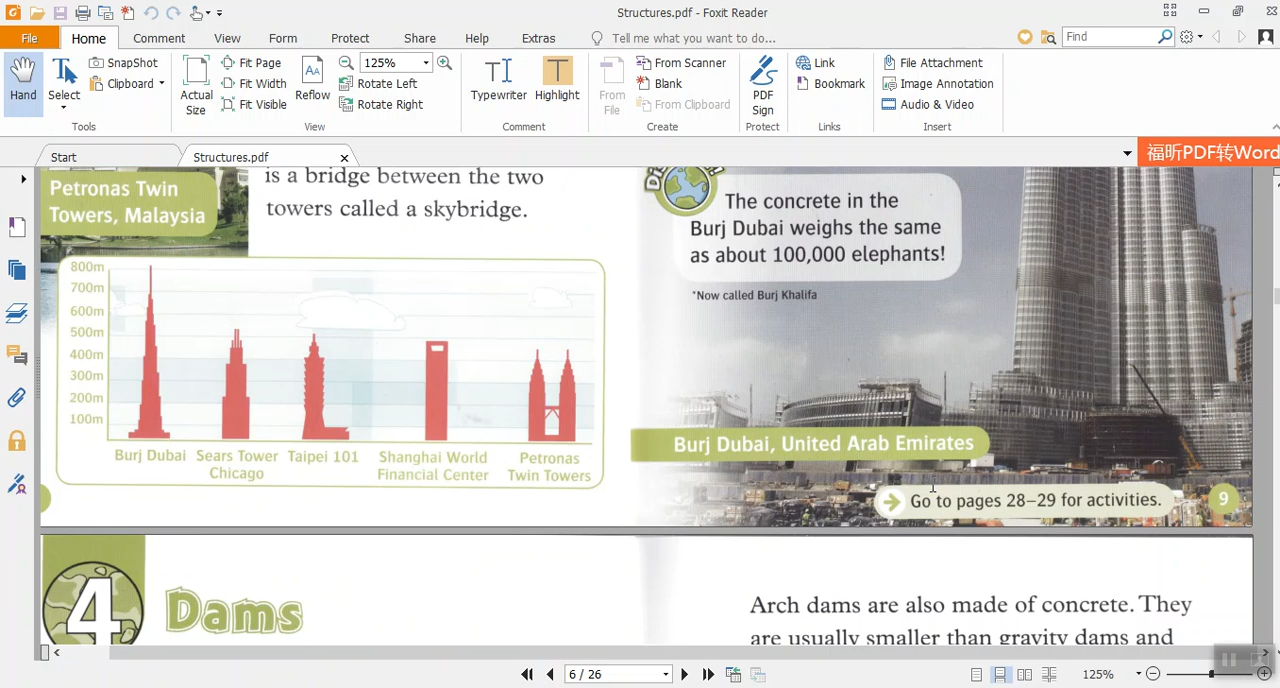 Structures.pdf - Foxit Reader
File Home Comment View Form Protect Share Help Extras Tell me what you want to do... Find
Hand
Select
SnapShot
Clipboard
Tools
Actual Size
Fit Page
Fit Width
Fit Visible
Reflow
125%
Rotate Left
Rotate Right
View
Typewriter
Highlight
Comment
From File
From Scanner
Blank
From Clipboard
Create
PDF Sign
Protect
Link
Bookmark
Links
File Attachment
Image Annotation
Audio & Video
Insert
Start
Structures.pdf
福昕PDF转Word
Petronas Twin
Towers, Malaysia
is a bridge between the two
towers called a skybridge.
800m
700m
600m
500m
400m
300m
200m
100m
Burj Dubai
Sears Tower
Chicago
Taipei 101
Shanghai World
Financial Center
Petronas
Twin Towers
The concrete in the
Burj Dubai weighs the same
as about 100,000 elephants!
*Now called Burj Khalifa
Burj Dubai, United Arab Emirates
Go to pages 28–29 for activities.
9
4
Dams
Arch dams are also made of concrete. They
are usually smaller than gravity dams and
6 / 26
125%